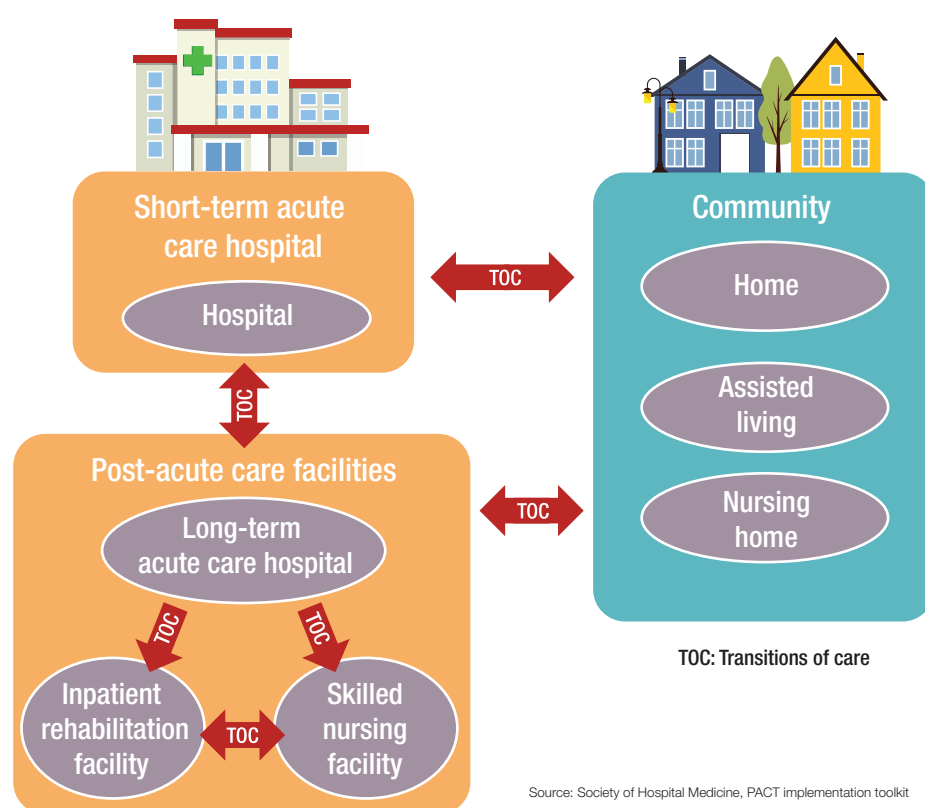 Short-term acute
care hospital
Hospital
TOC
Community
Home
Assisted
living
Nursing
home
TOC
Post-acute care facilities
Long-term
acute care hospital
TOC
TOC
TOC
Inpatient
rehabilitation
facility
TOC
Skilled
nursing
facility
TOC: Transitions of care
Source: Society of Hospital Medicine, PACT implementation toolkit